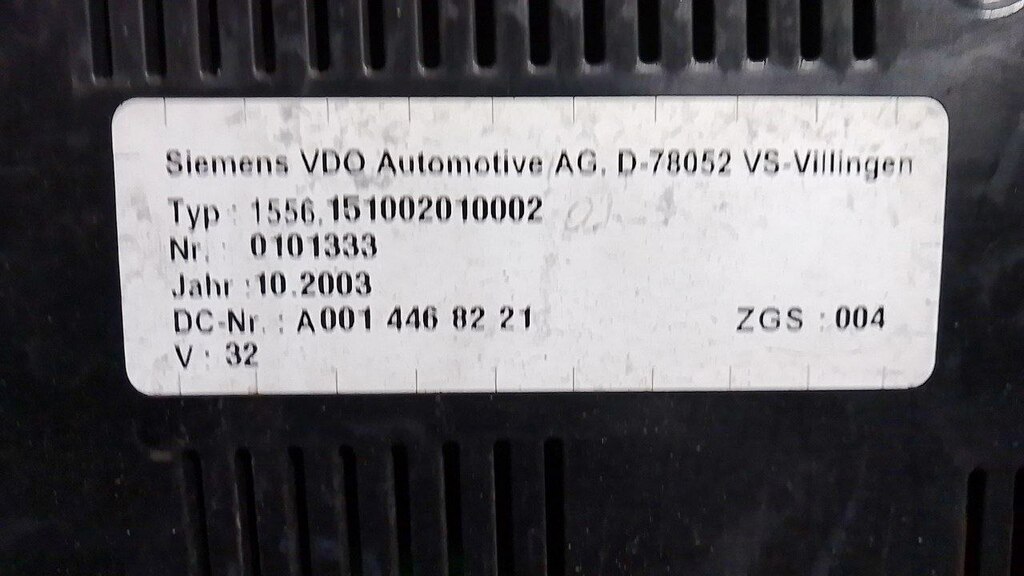 Siemens VDO Automotive AG, D-78052 VS-Villingen
Typ : 1556.151002010002
Nr. : 0101333
Jahr : 10.2003
DC-Nr. : A 001 446 82 21 ZGS : 004
V : 32